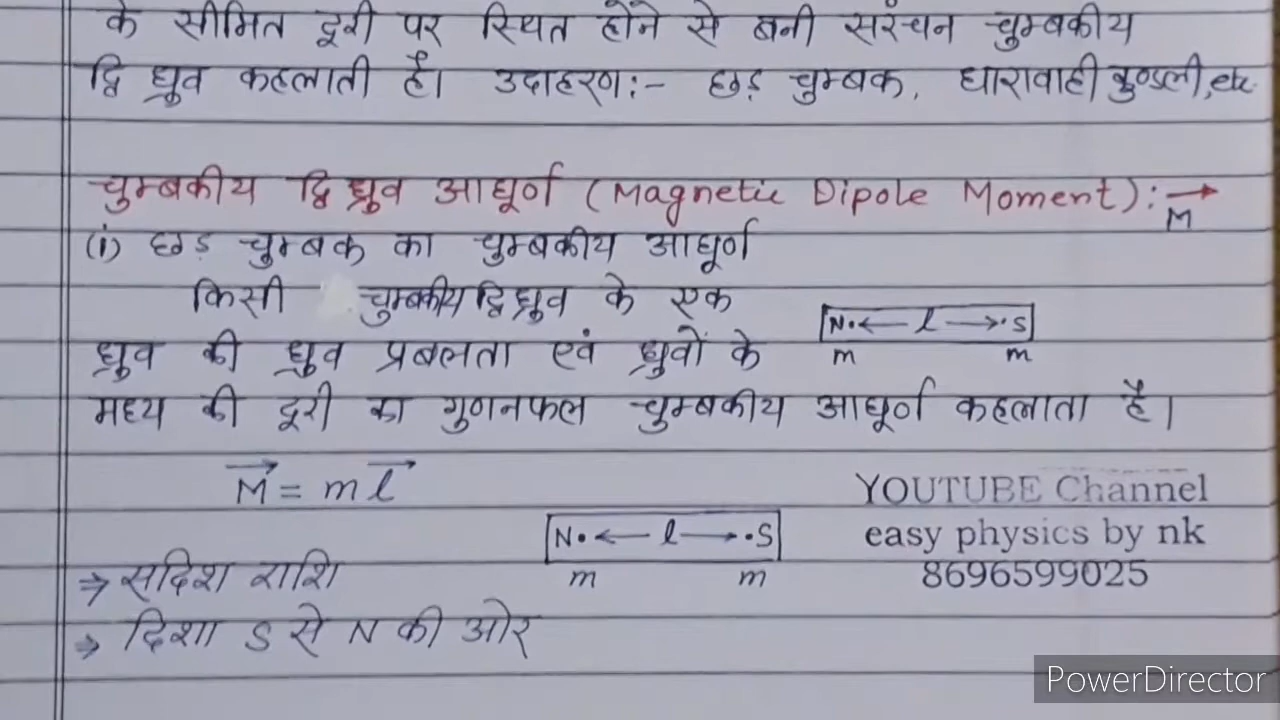 के सीमित दूरी पर स्थित होने से बनी सरंचन चुम्बकीय
द्वि ध्रुव कहलाती है। उदाहरण:- छड़ चुम्बक, धारावाही कुण्डली, etc.
चुम्बकीय द्वि ध्रुव आघूर्ण (Magnetic Dipole Moment): M→
(i) छड़ चुम्बक का चुम्बकीय आघूर्ण
किसी चुम्बकीय द्विध्रुव के एक
N.← l →.S
m m
ध्रुव की ध्रुव प्रबलता एवं ध्रुवों के
मध्य की दूरी का गुणनफल चुम्बकीय आघूर्ण कहलाता है।
M→ = m l→
YOUTUBE Channel
easy physics by nk
8696599025
N.← l →.S
m m
⇒ सदिश राशि
⇒ दिशा S से N की ओर
PowerDirector